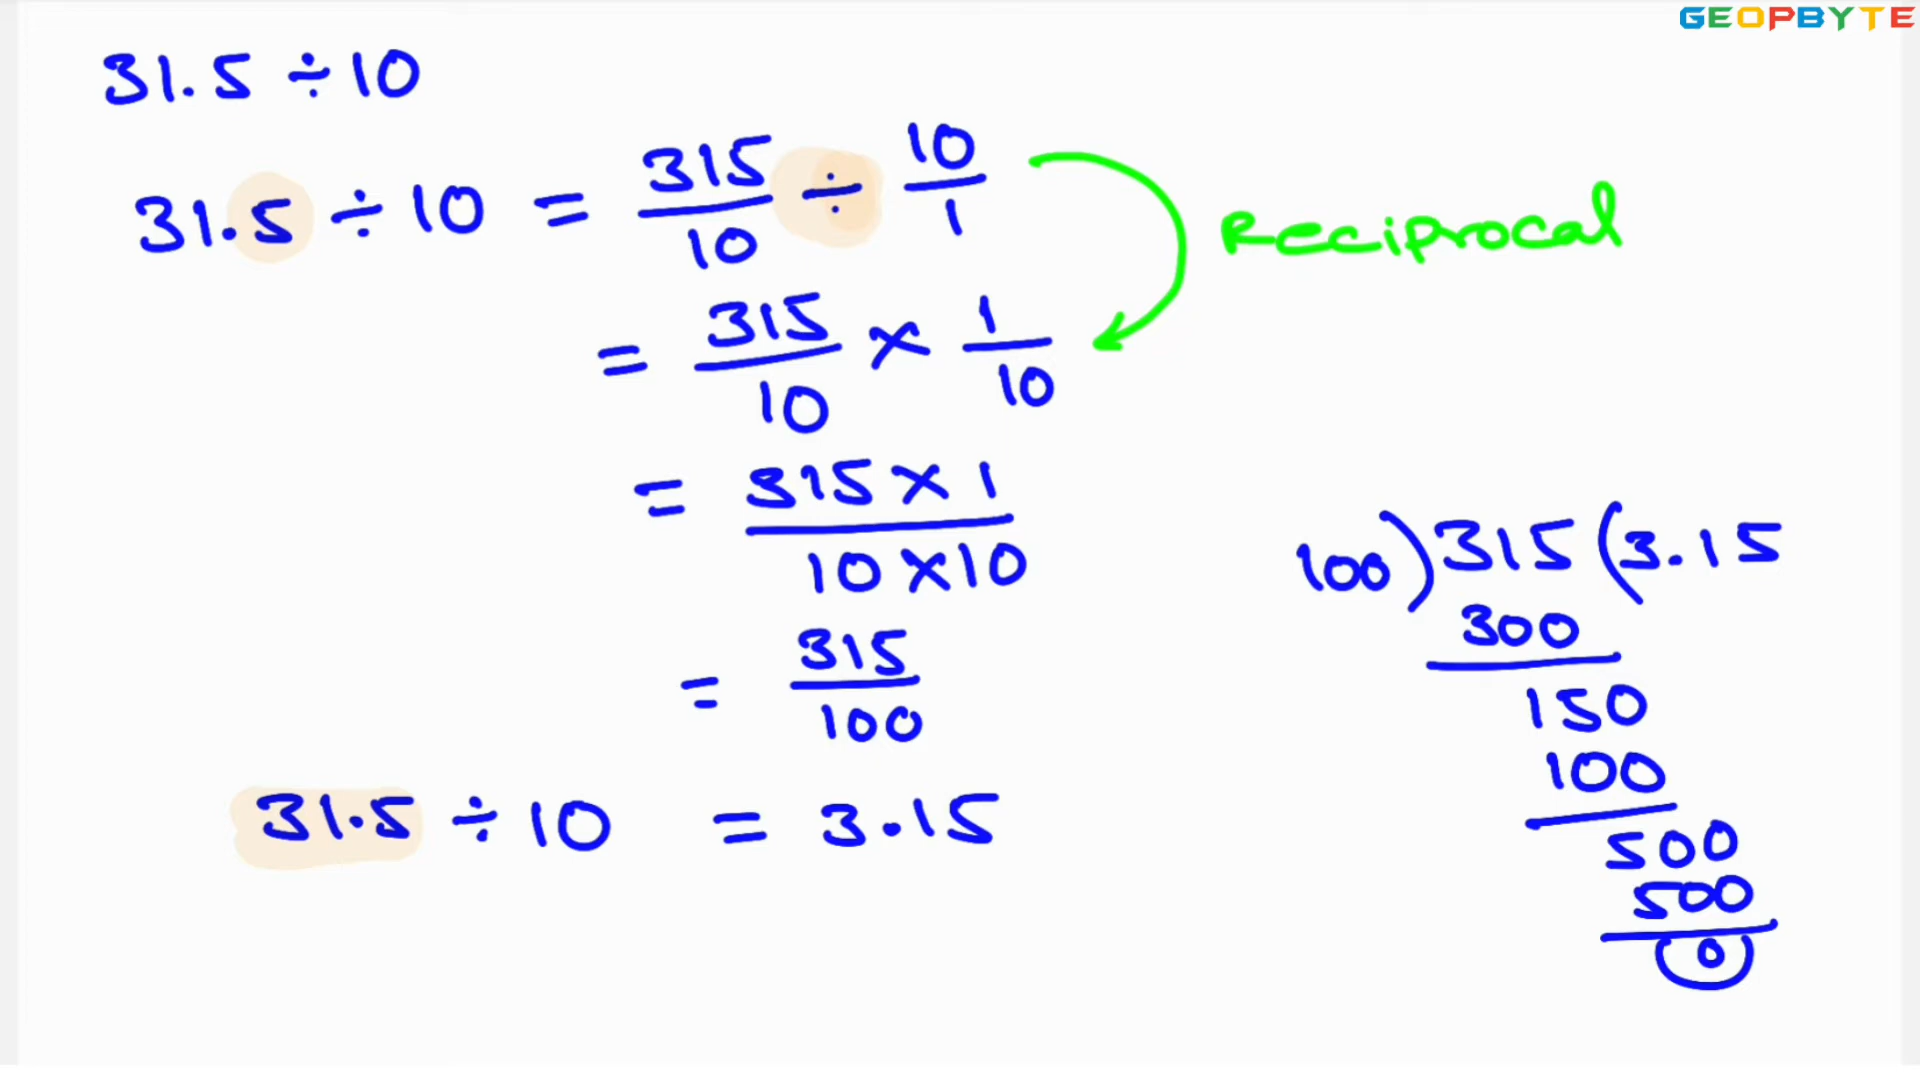 GEOPBYTE
31.5 ÷ 10
31.5 ÷ 10 = 315/10 ÷ 10/1
Reciprocal
= 315/10 × 1/10
= 315 × 1 / 10 × 10
= 315/100
31.5 ÷ 10 = 3.15
100)315(3.15
300
150
100
500
500
0